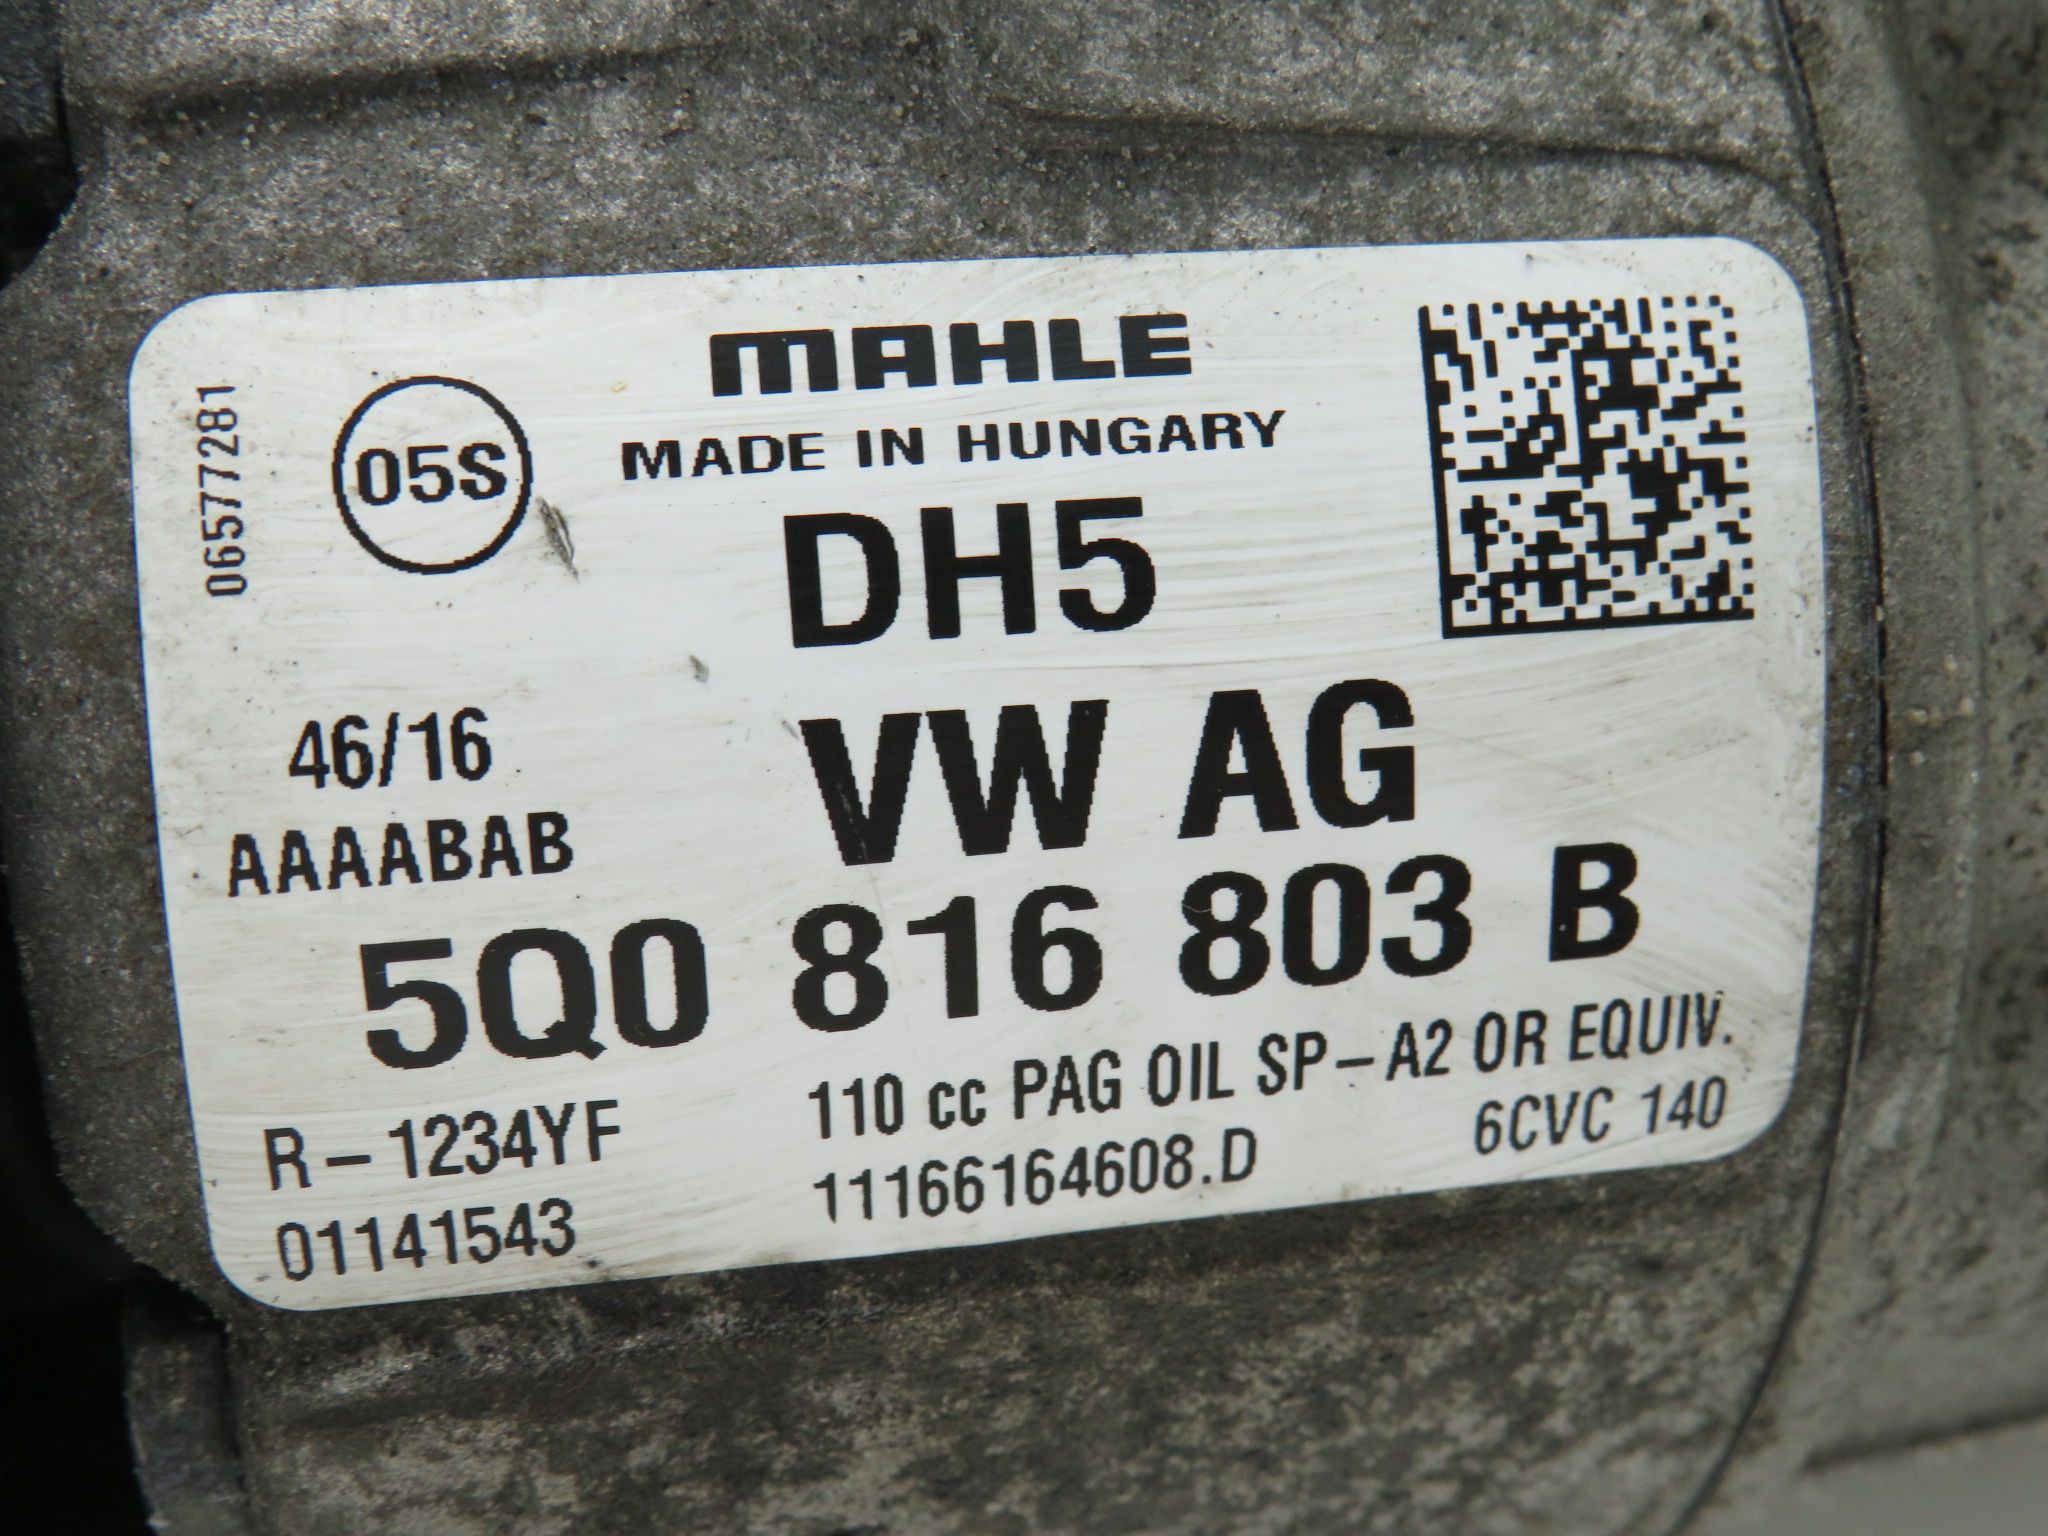 06577281
05S
MAHLE
MADE IN HUNGARY
DH5
46/16
VW AG
AAAABAB
5Q0 816 803 B
R-1234YF
110 cc PAG OIL SP-A2 OR EQUIV.
01141543
11166164608.D
6CVC 140